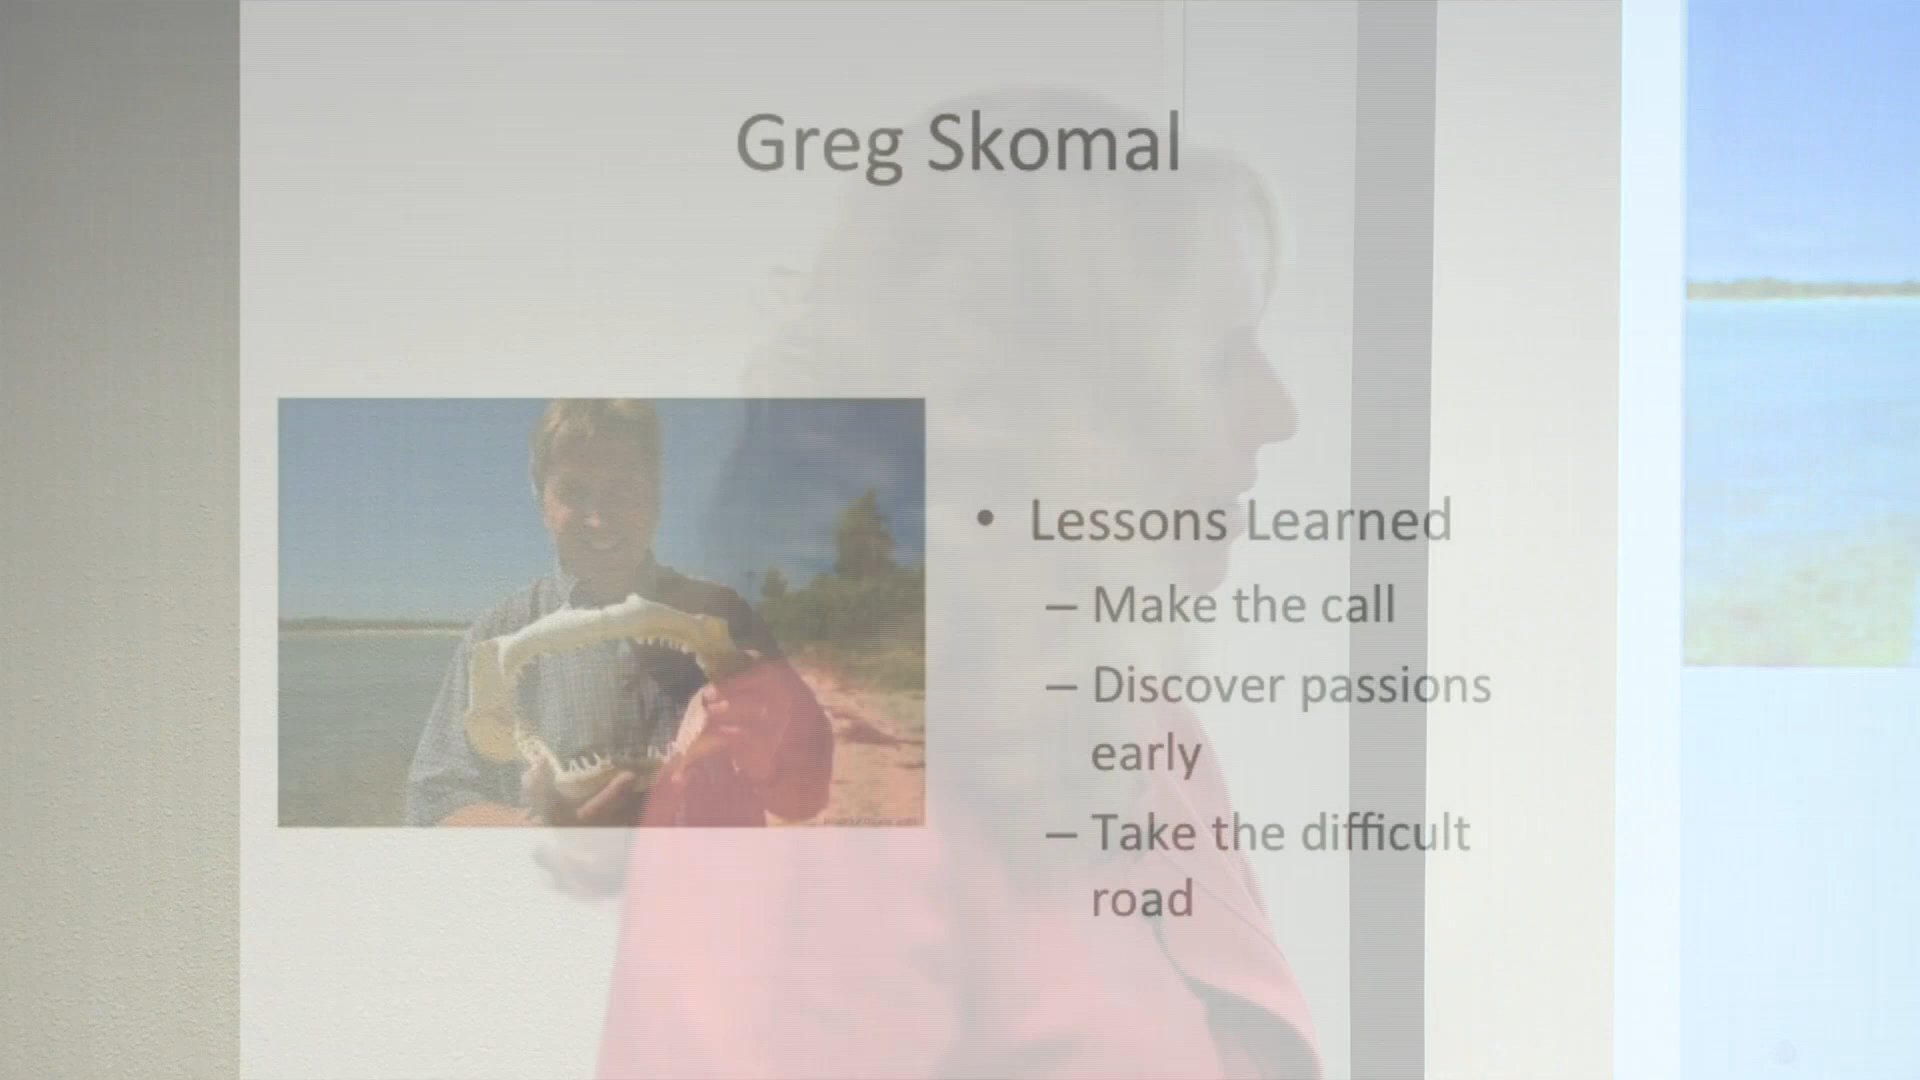 Greg Skomal
• Lessons Learned
– Make the call
– Discover passions
early
– Take the difficult
road